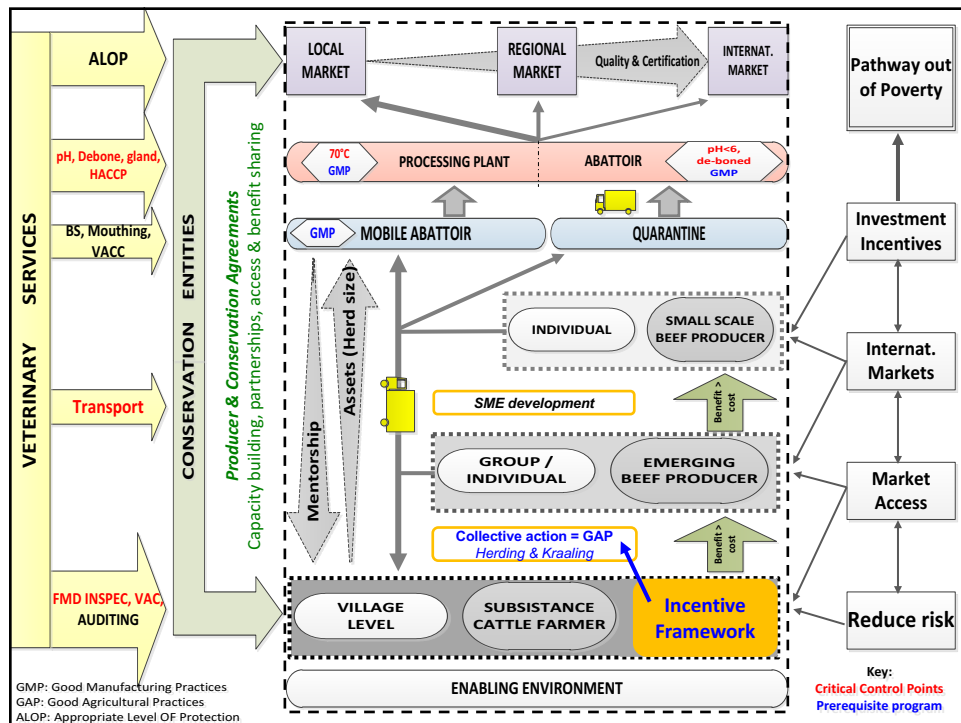 VETERINARY SERVICES
ALOP
pH, Debone, gland,
HACCP
BS, Mouthing,
VACC
Transport
FMD INSPEC, VAC,
AUDITING
CONSERVATION ENTITIES
Producer & Conservation Agreements
Capacity building, partnerships, access & benefit sharing
LOCAL
MARKET
REGIONAL
MARKET
Quality & Certification
INTERNAT.
MARKET
70°C
GMP
PROCESSING PLANT
ABATTOIR
pH<6,
de-boned
GMP
GMP
MOBILE ABATTOIR
QUARANTINE
Mentorship
Assets (Herd size)
INDIVIDUAL
SMALL SCALE
BEEF PRODUCER
SME development
Benefit >
cost
GROUP /
INDIVIDUAL
EMERGING
BEEF PRODUCER
Collective action = GAP
Herding & Kraaling
Benefit >
cost
VILLAGE
LEVEL
SUBSISTANCE
CATTLE FARMER
Incentive
Framework
ENABLING ENVIRONMENT
Pathway out
of Poverty
Investment
Incentives
Internat.
Markets
Market
Access
Reduce risk
GMP: Good Manufacturing Practices
GAP: Good Agricultural Practices
ALOP: Appropriate Level OF Protection
Key:
Critical Control Points
Prerequisite program